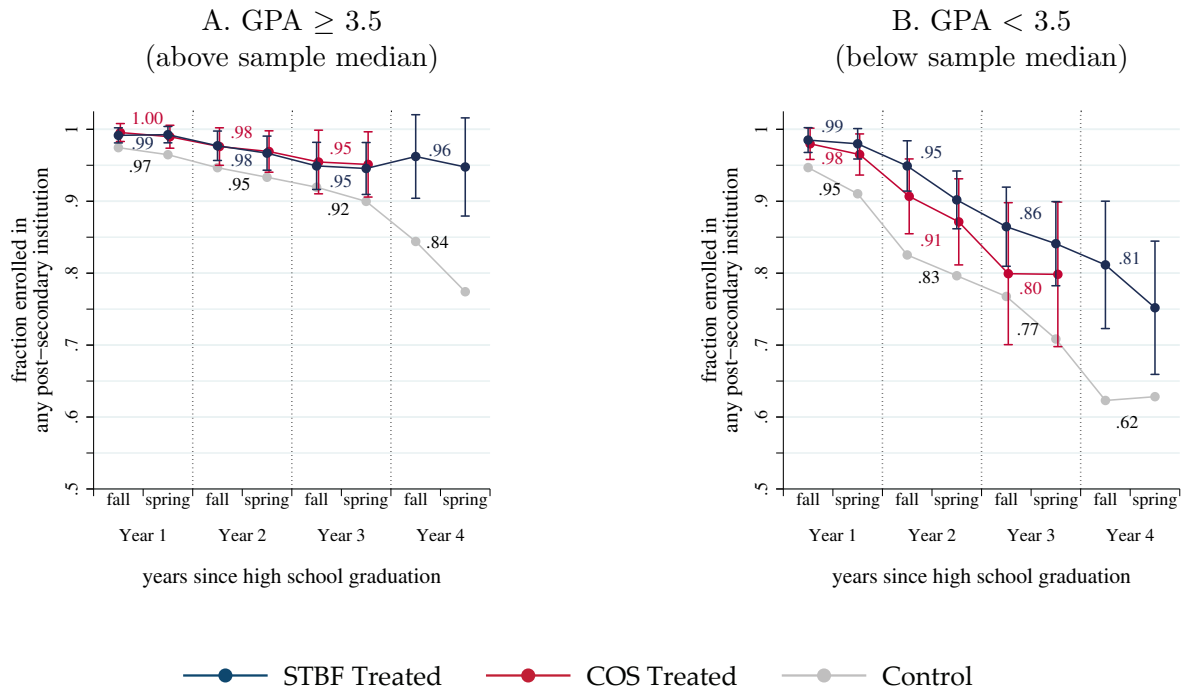 A. GPA ≥ 3.5
(above sample median)
fraction enrolled in
any post−secondary institution
1
.9
.8
.7
.6
.5
1.00
.99
.97
.98
.98
.95
.95
.95
.92
.96
.84
fall spring fall spring fall spring fall spring
Year 1 Year 2 Year 3 Year 4
years since high school graduation
B. GPA < 3.5
(below sample median)
fraction enrolled in
any post−secondary institution
1
.9
.8
.7
.6
.5
.99
.98
.95
.95
.91
.83
.86
.80
.77
.81
.62
fall spring fall spring fall spring fall spring
Year 1 Year 2 Year 3 Year 4
years since high school graduation
STBF Treated COS Treated Control